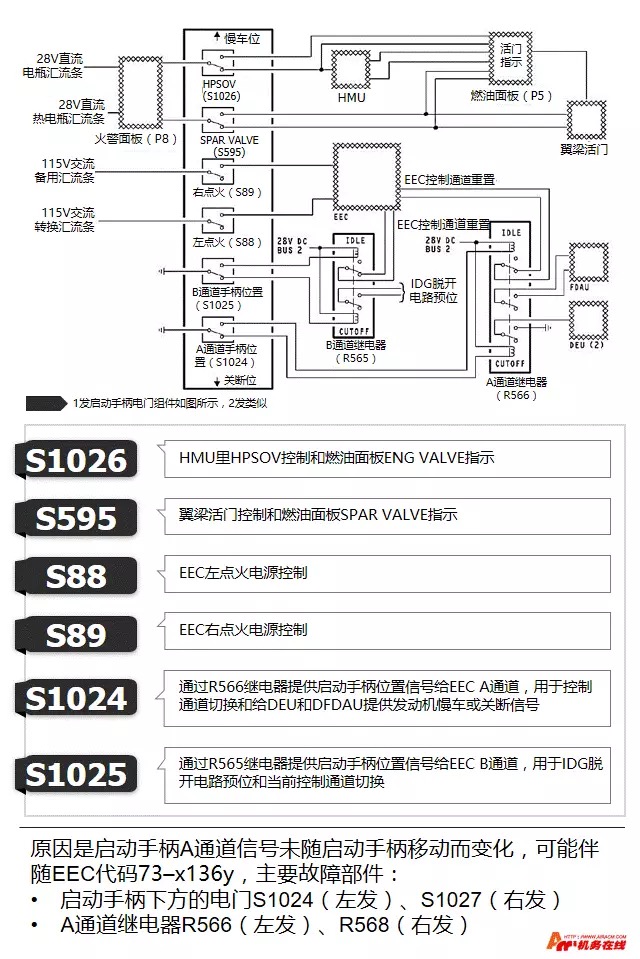 慢车位
28V直流
电瓶汇流条
HPSOV
(S1026)
HMU
活门
指示
燃油面板（P5）
28V直流
热电瓶汇流条
火警面板（P8）
SPAR VALVE
(S595)
翼梁活门
115V交流
备用汇流条
右点火（S89）
EEC
EEC控制通道重置
115V交流
转换汇流条
左点火（S88）
EEC控制通道重置
28V DC
BUS 2
IDLE
28V DC
BUS 2
IDLE
B通道手柄位置
（S1025）
IDG脱开
电路预位
FDAU
CUTOFF
B通道继电器
（R565）
A通道手柄位
置（S1024）
DEU (2)
CUTOFF
A通道继电器
（R566）
关断位
1发启动手柄电门组件如图所示，2发类似
S1026
HMU里HPSOV控制和燃油面板ENG VALVE指示
S595
翼梁活门控制和燃油面板SPAR VALVE指示
S88
EEC左点火电源控制
S89
EEC右点火电源控制
S1024
通过R566继电器提供启动手柄位置信号给EEC A通道，用于控制
通道切换和给DEU和DFDAU提供发动机慢车或关断信号
S1025
通过R565继电器提供启动手柄位置信号给EEC B通道，用于IDG脱
开电路预位和当前控制通道切换
原因是启动手柄A通道信号未随启动手柄移动而变化，可能伴
随EEC代码73–x136y，主要故障部件：
• 启动手柄下方的电门S1024（左发）、S1027（右发）
• A通道继电器R566（左发）、R568（右发）
机务在线